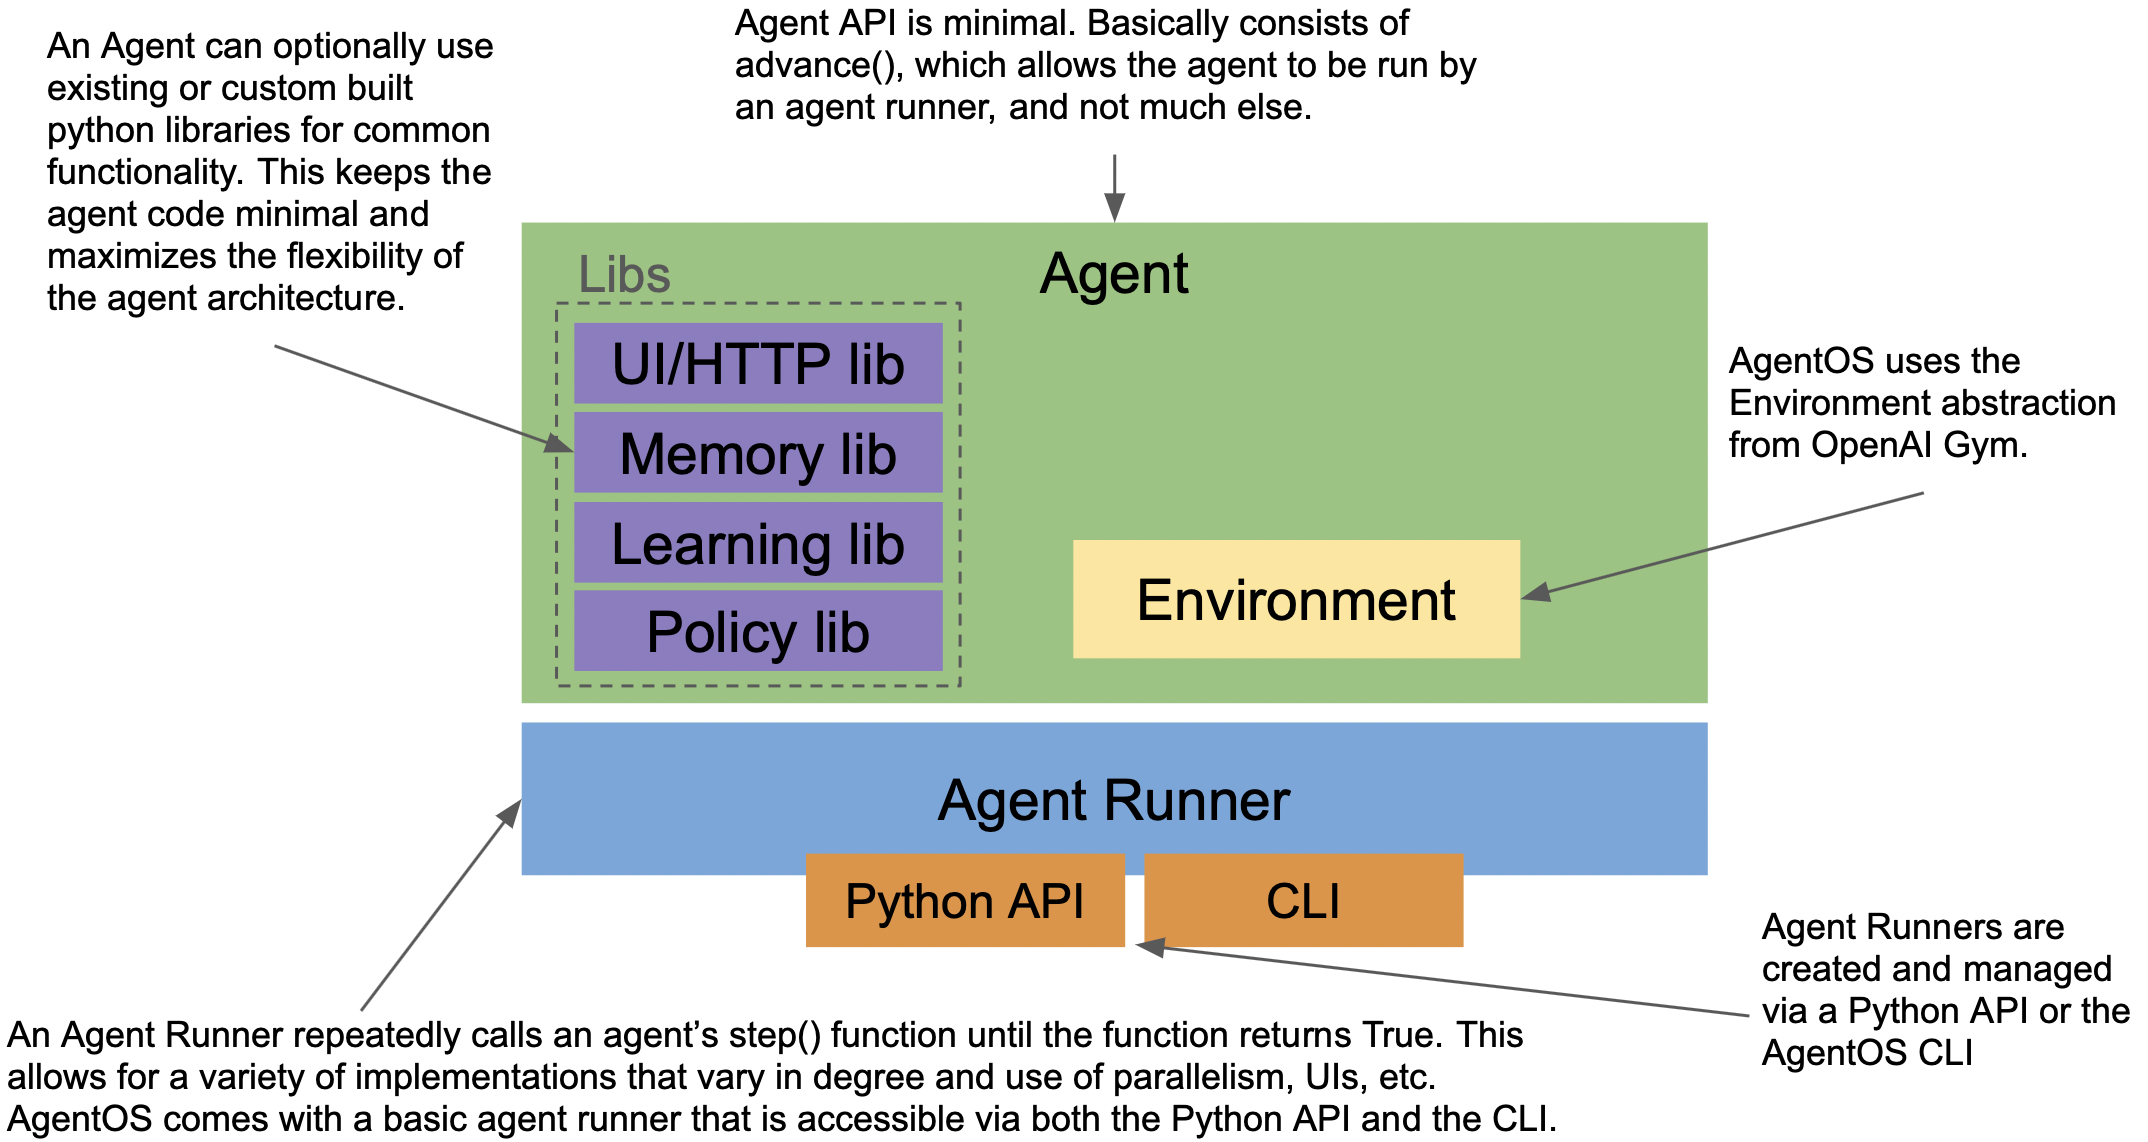 An Agent can optionally use
existing or custom built
python libraries for common
functionality. This keeps the
agent code minimal and
maximizes the flexibility of
the agent architecture.
Agent API is minimal. Basically consists of
advance(), which allows the agent to be run by
an agent runner, and not much else.
Libs
Agent
UI/HTTP lib
Memory lib
Learning lib
Policy lib
Environment
AgentOS uses the
Environment abstraction
from OpenAI Gym.
Agent Runner
Python API
CLI
Agent Runners are
created and managed
via a Python API or the
AgentOS CLI
An Agent Runner repeatedly calls an agent’s step() function until the function returns True. This
allows for a variety of implementations that vary in degree and use of parallelism, UIs, etc.
AgentOS comes with a basic agent runner that is accessible via both the Python API and the CLI.